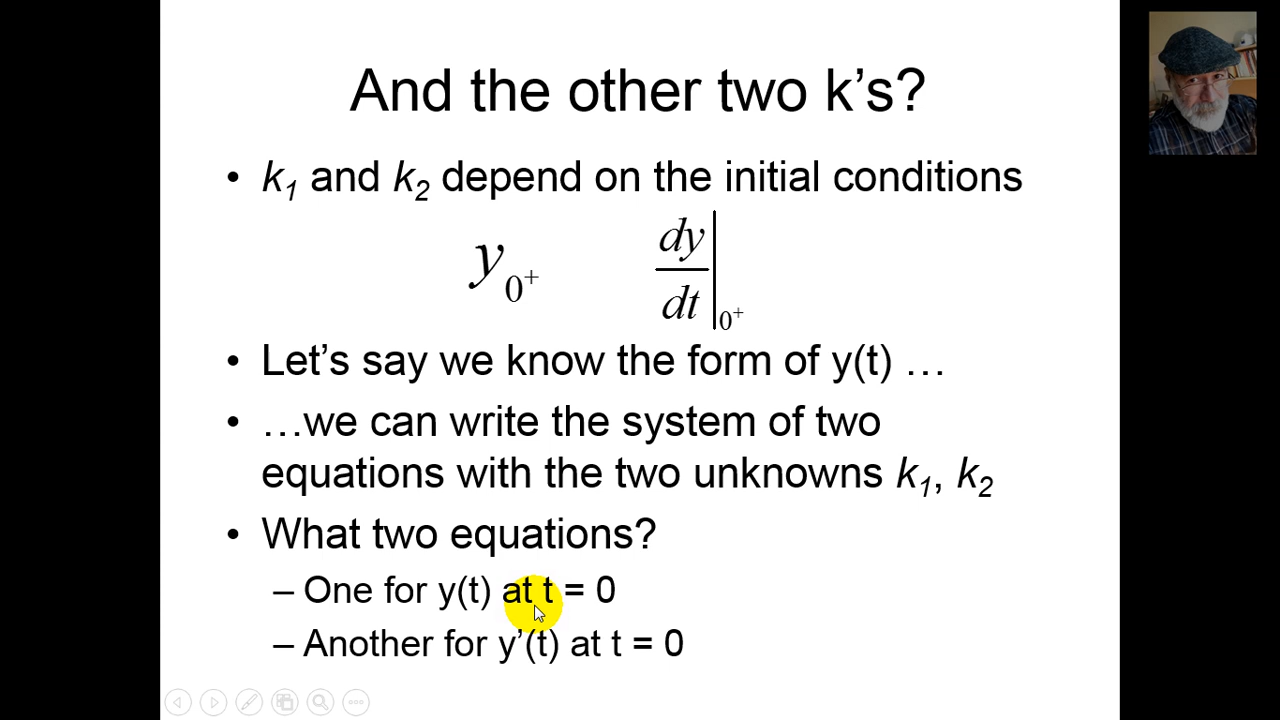 And the other two k's?
• k₁ and k₂ depend on the initial conditions
y₀⁺ dy/dt|₀⁺
• Let's say we know the form of y(t) …
• …we can write the system of two
equations with the two unknowns k₁, k₂
• What two equations?
– One for y(t) at t = 0
– Another for y’(t) at t = 0